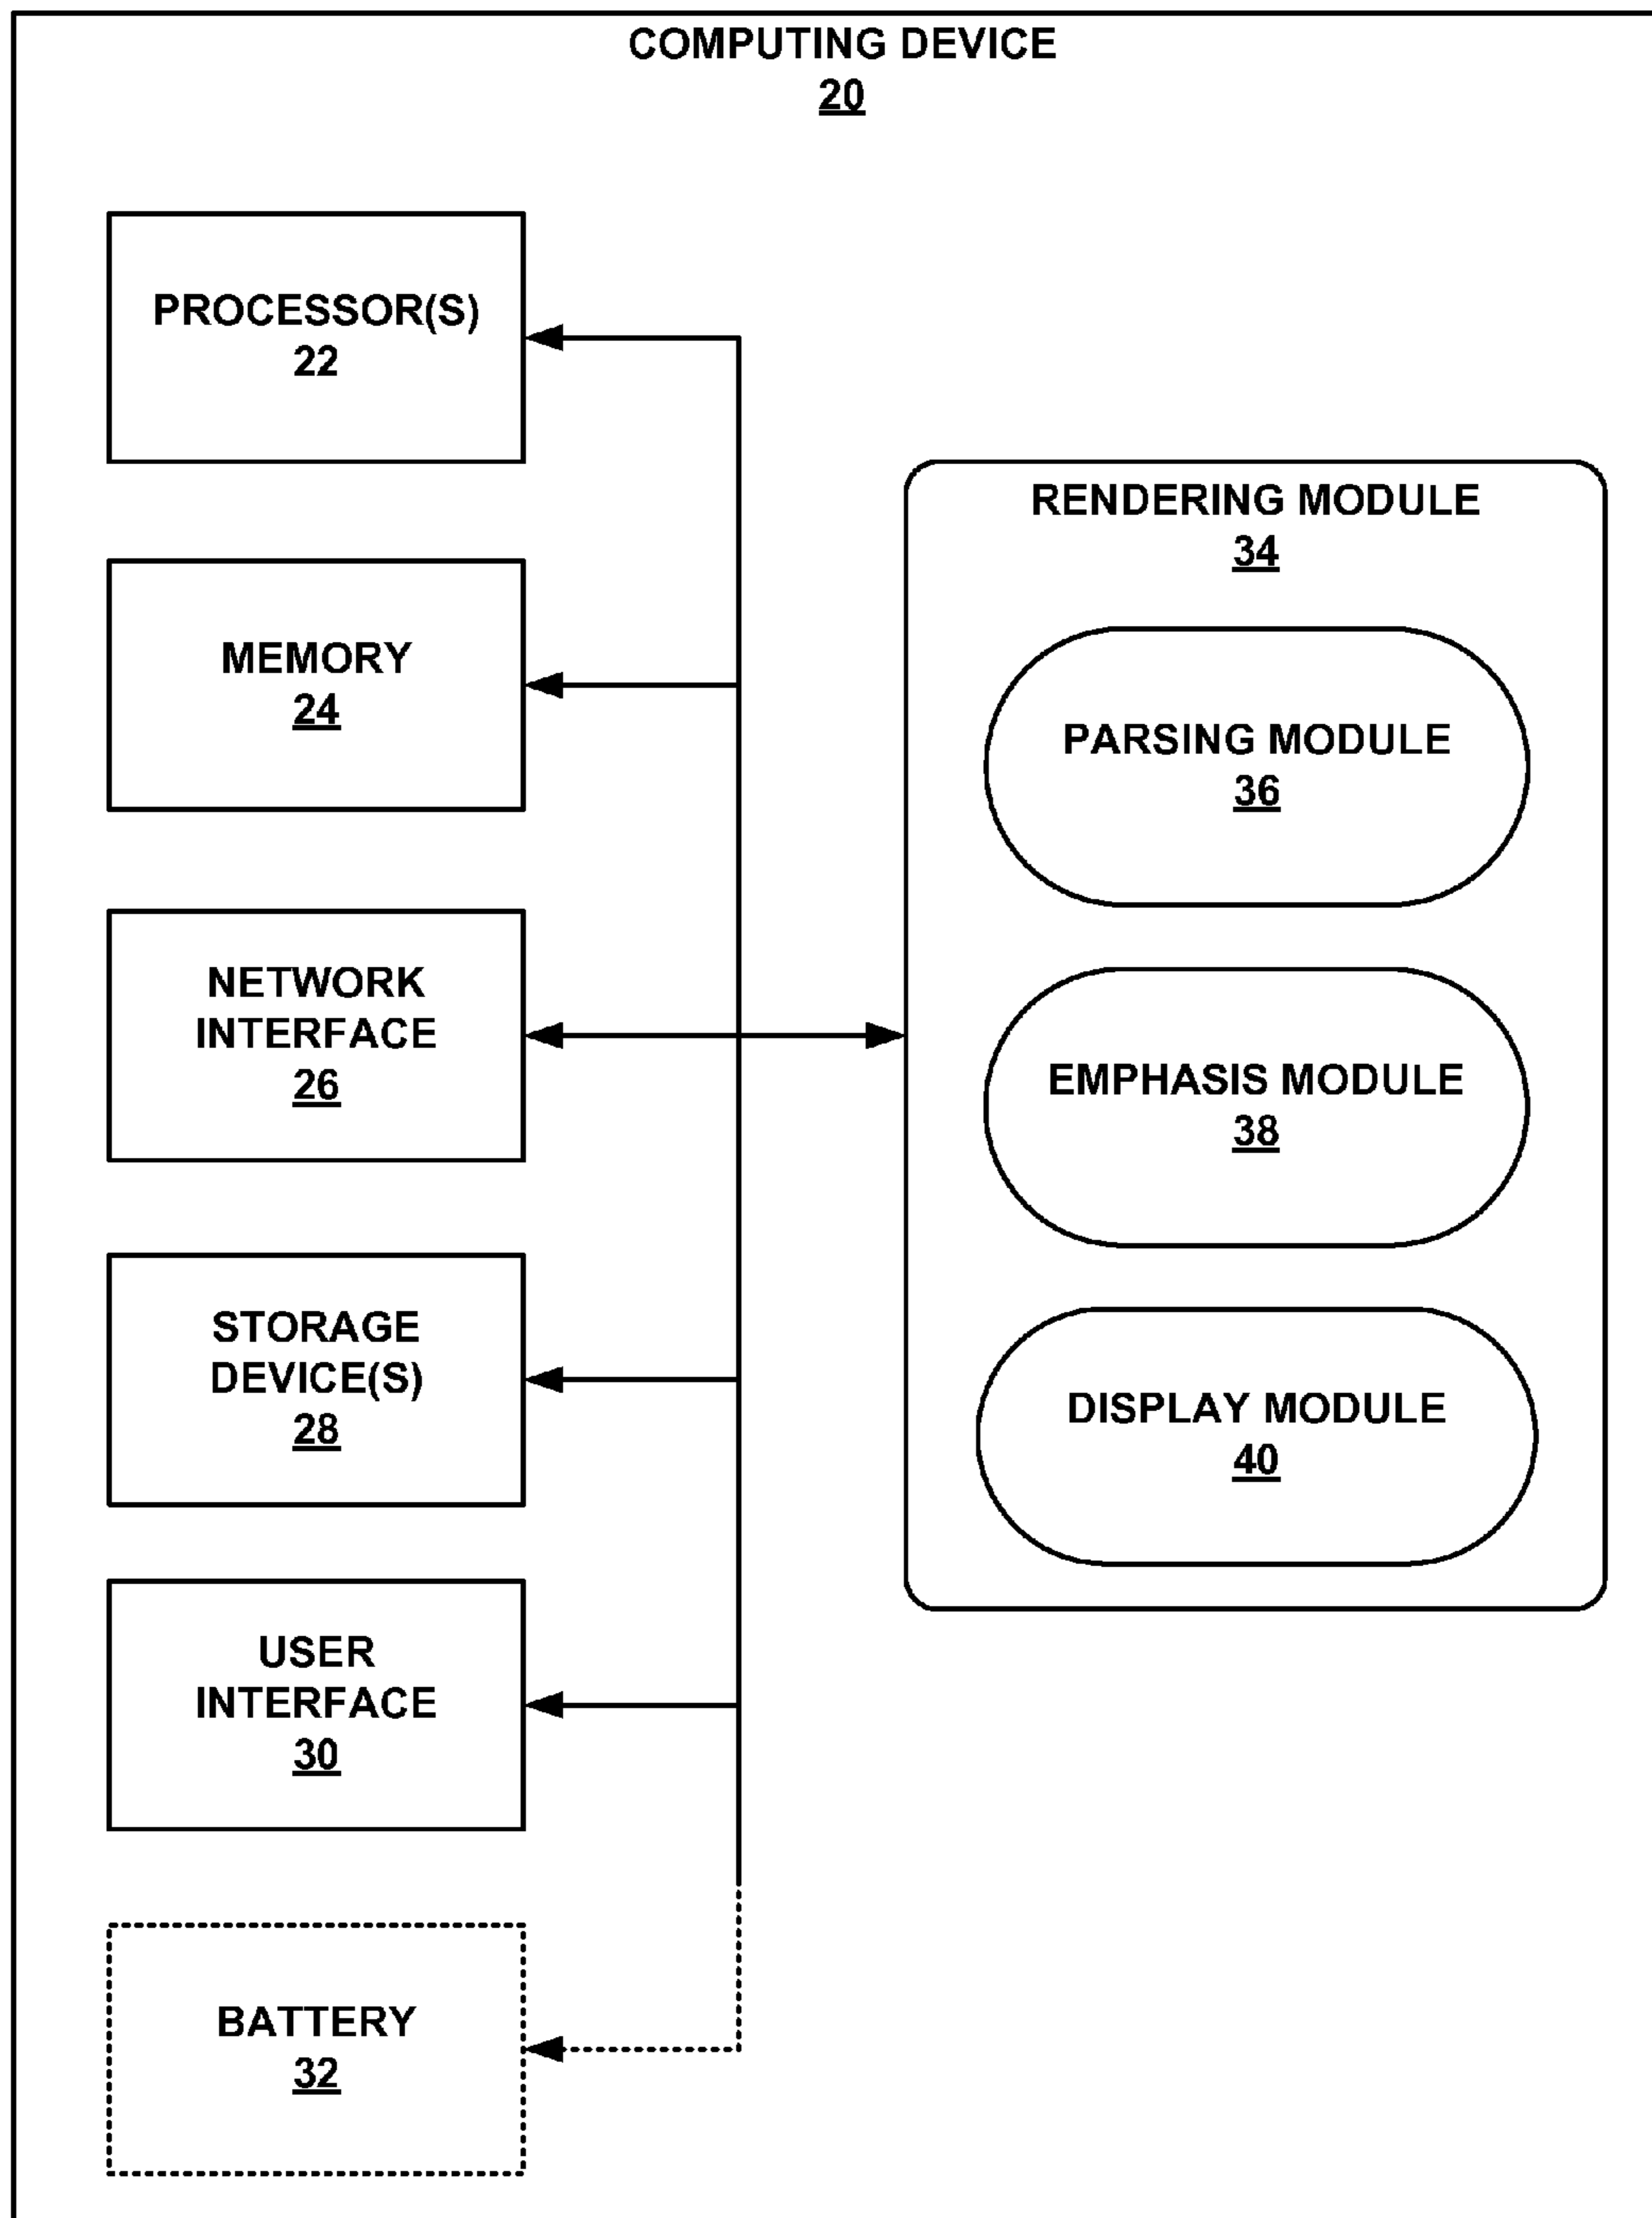 COMPUTING DEVICE
20
PROCESSOR(S)
22
MEMORY
24
NETWORK
INTERFACE
26
STORAGE
DEVICE(S)
28
USER
INTERFACE
30
BATTERY
32
RENDERING MODULE
34
PARSING MODULE
36
EMPHASIS MODULE
38
DISPLAY MODULE
40